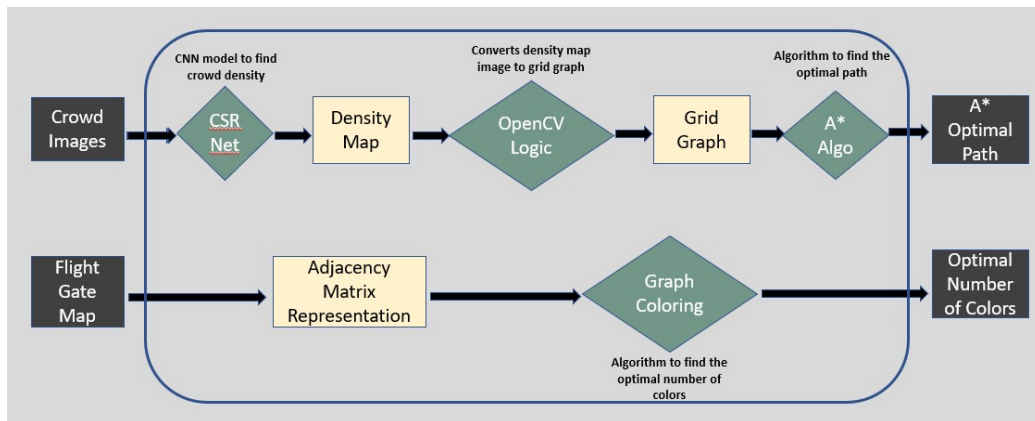 CNN model to find
crowd density
Converts density map
image to grid graph
Algorithm to find the
optimal path
Crowd
Images
CSR
Net
Density
Map
OpenCV
Logic
Grid
Graph
A*
Algo
A*
Optimal
Path
Flight
Gate
Map
Adjacency
Matrix
Representation
Graph
Coloring
Optimal
Number
of Colors
Algorithm to find the
optimal number of
colors